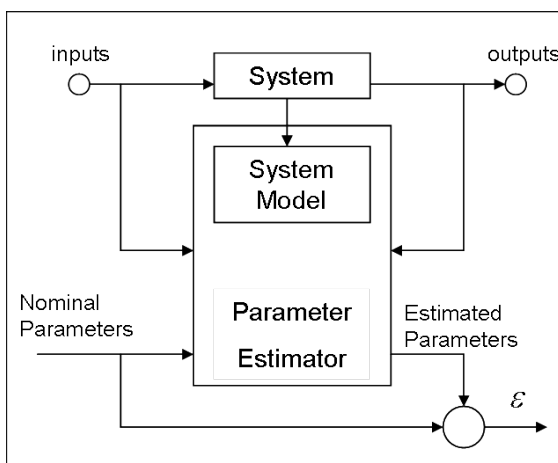 inputs
outputs
System
System
Model
Nominal
Parameters
Parameter
Estimator
Estimated
Parameters
ε